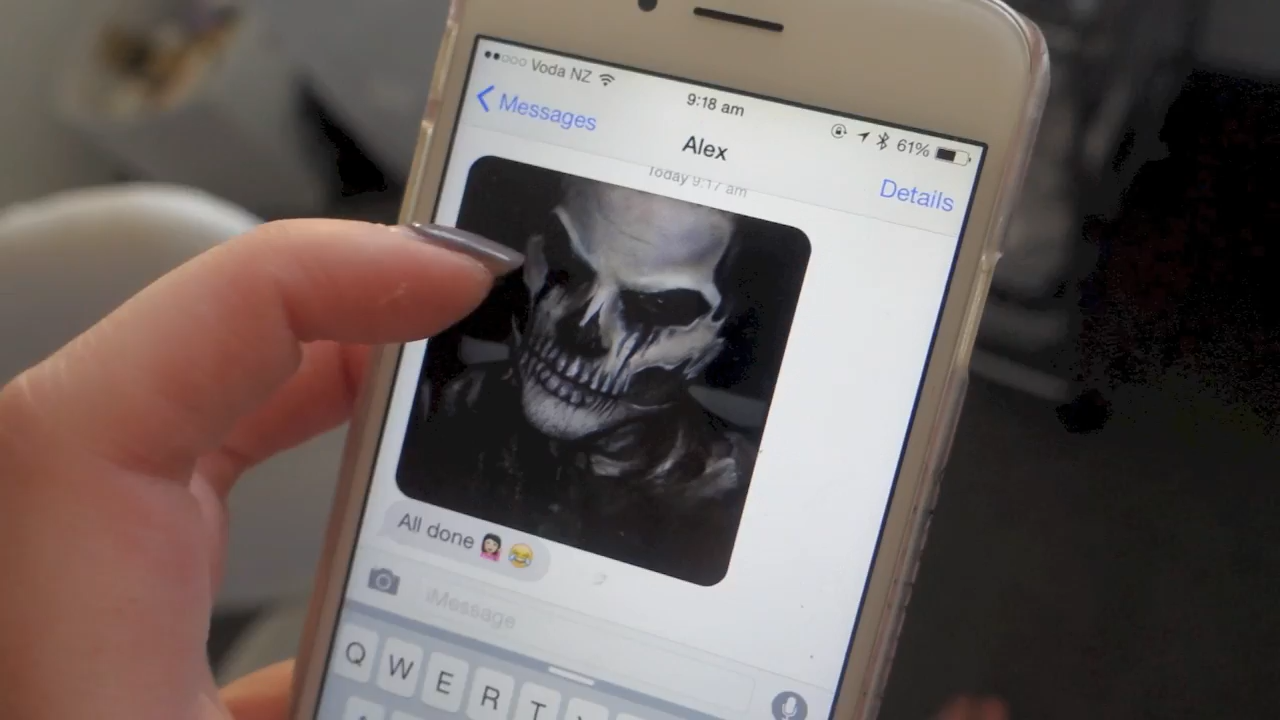 Voda NZ
9:18 am
61%
Messages
Alex
Details
Today 9:17 am
All done
iMessage
Q W E R T